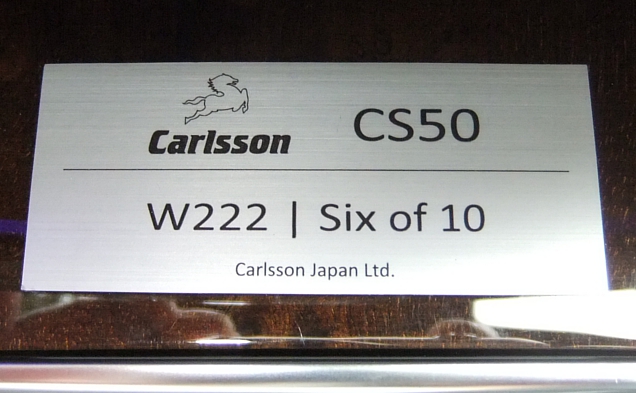 Carlsson CS50
W222 | Six of 10
Carlsson Japan Ltd.